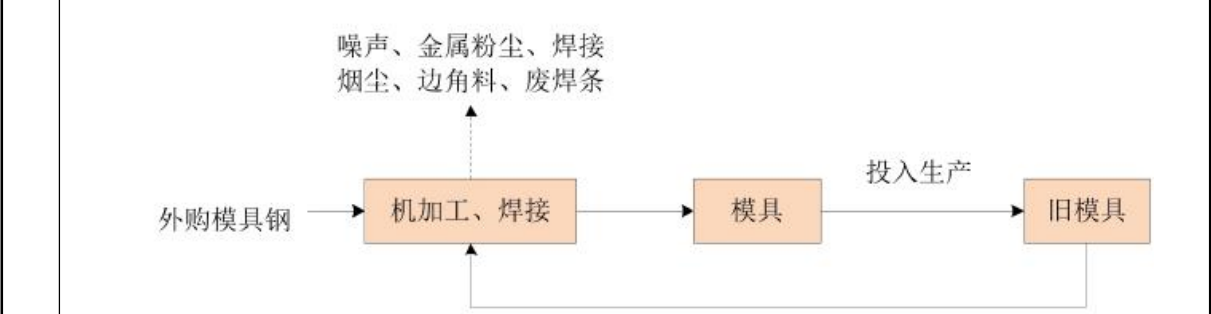 噪声、金属粉尘、焊接
烟尘、边角料、废焊条
投入生产
外购模具钢
机加工、焊接
模具
旧模具